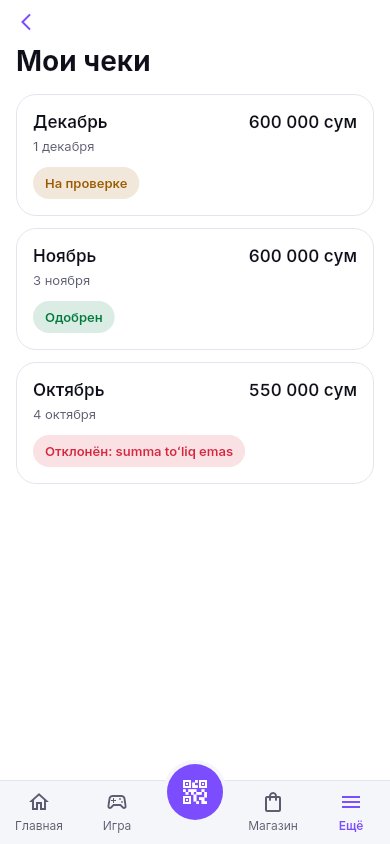 Мои чеки
Декабрь 600 000 сум
1 декабря
На проверке
Ноябрь 600 000 сум
3 ноября
Одобрен
Октябрь 550 000 сум
4 октября
Отклонён: summa to‘liq emas
Главная Игра Магазин Ещё